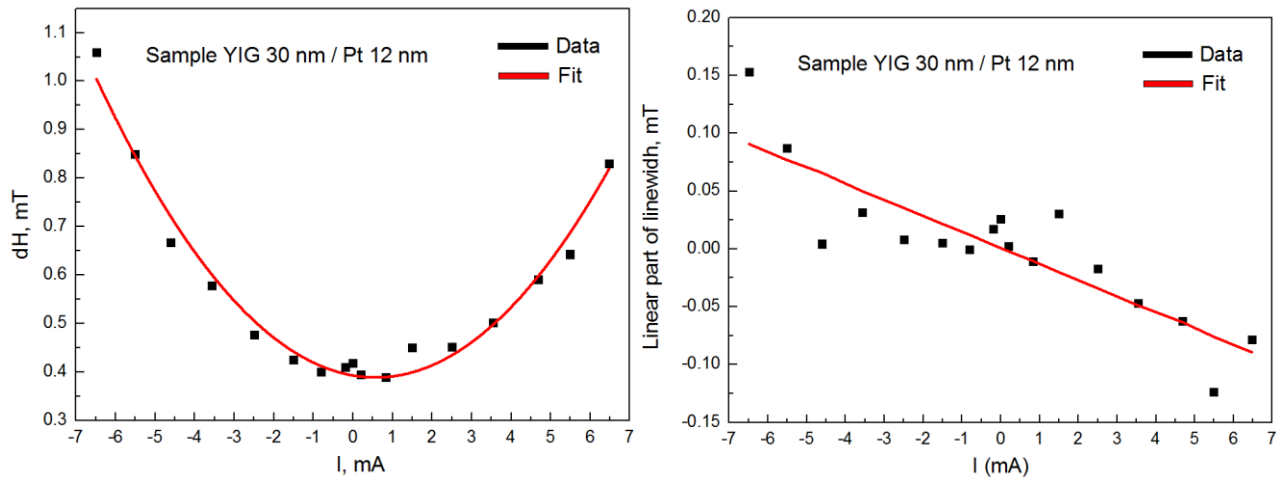 1.1
1.0
0.9
0.8
0.7
0.6
0.5
0.4
0.3
dH, mT
Sample YIG 30 nm / Pt 12 nm
Data
Fit
-7 -6 -5 -4 -3 -2 -1 0 1 2 3 4 5 6 7
I, mA
0.20
0.15
0.10
0.05
0.00
-0.05
-0.10
-0.15
Linear part of linewidh, mT
Sample YIG 30 nm / Pt 12 nm
Data
Fit
-7 -6 -5 -4 -3 -2 -1 0 1 2 3 4 5 6 7
I (mA)